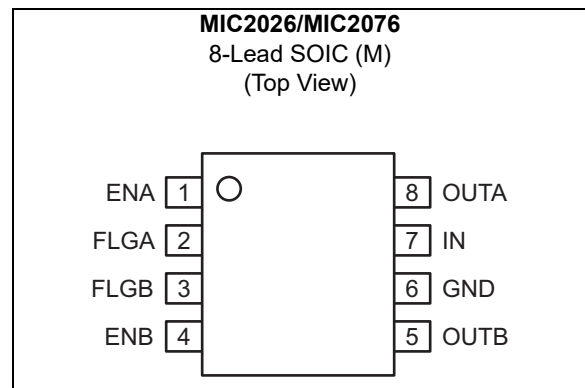 MIC2026/MIC2076
8-Lead SOIC (M)
(Top View)
ENA 1 8 OUTA
FLGA 2 7 IN
FLGB 3 6 GND
ENB 4 5 OUTB